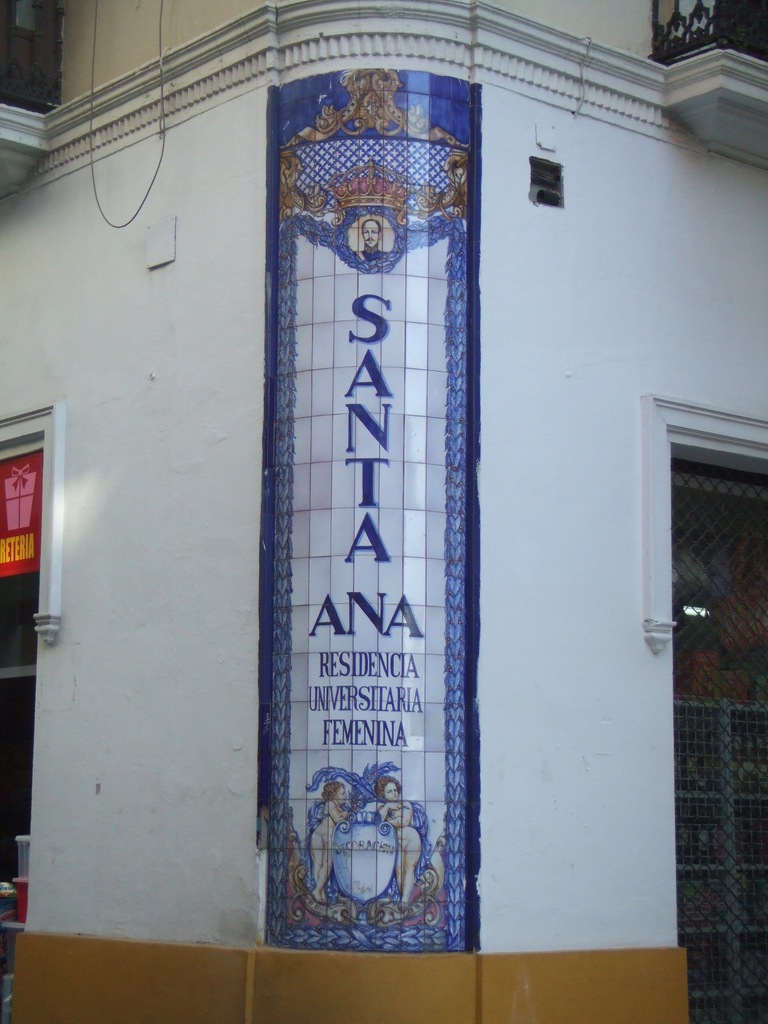 SANTA
ANA
RESIDENCIA
UNIVERSITARIA
FEMENINA
RETERIA